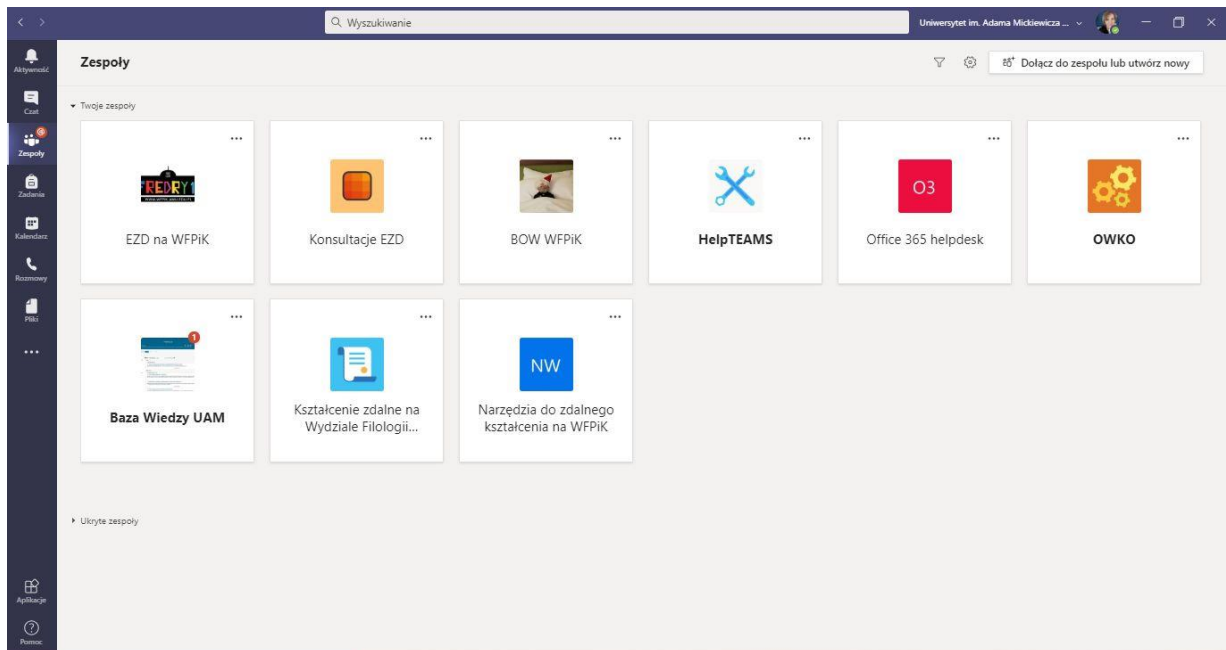 Wyszukiwanie
Uniwersytet im. Adama Mickiewicza ...
Aktywność
Czat
Zespoły
Zadania
Kalendarz
Rozmowy
Pliki
Aplikacje
Pomoc
Zespoły
Dołącz do zespołu lub utwórz nowy
Twoje zespoły
REDRY1
EZD na WFPiK
Konsultacje EZD
BOW WFPiK
HelpTEAMS
O3
Office 365 helpdesk
OWKO
1
Baza Wiedzy UAM
Kształcenie zdalne na
Wydziale Filologii...
NW
Narzędzia do zdalnego
kształcenia na WFPiK
Ukryte zespoły